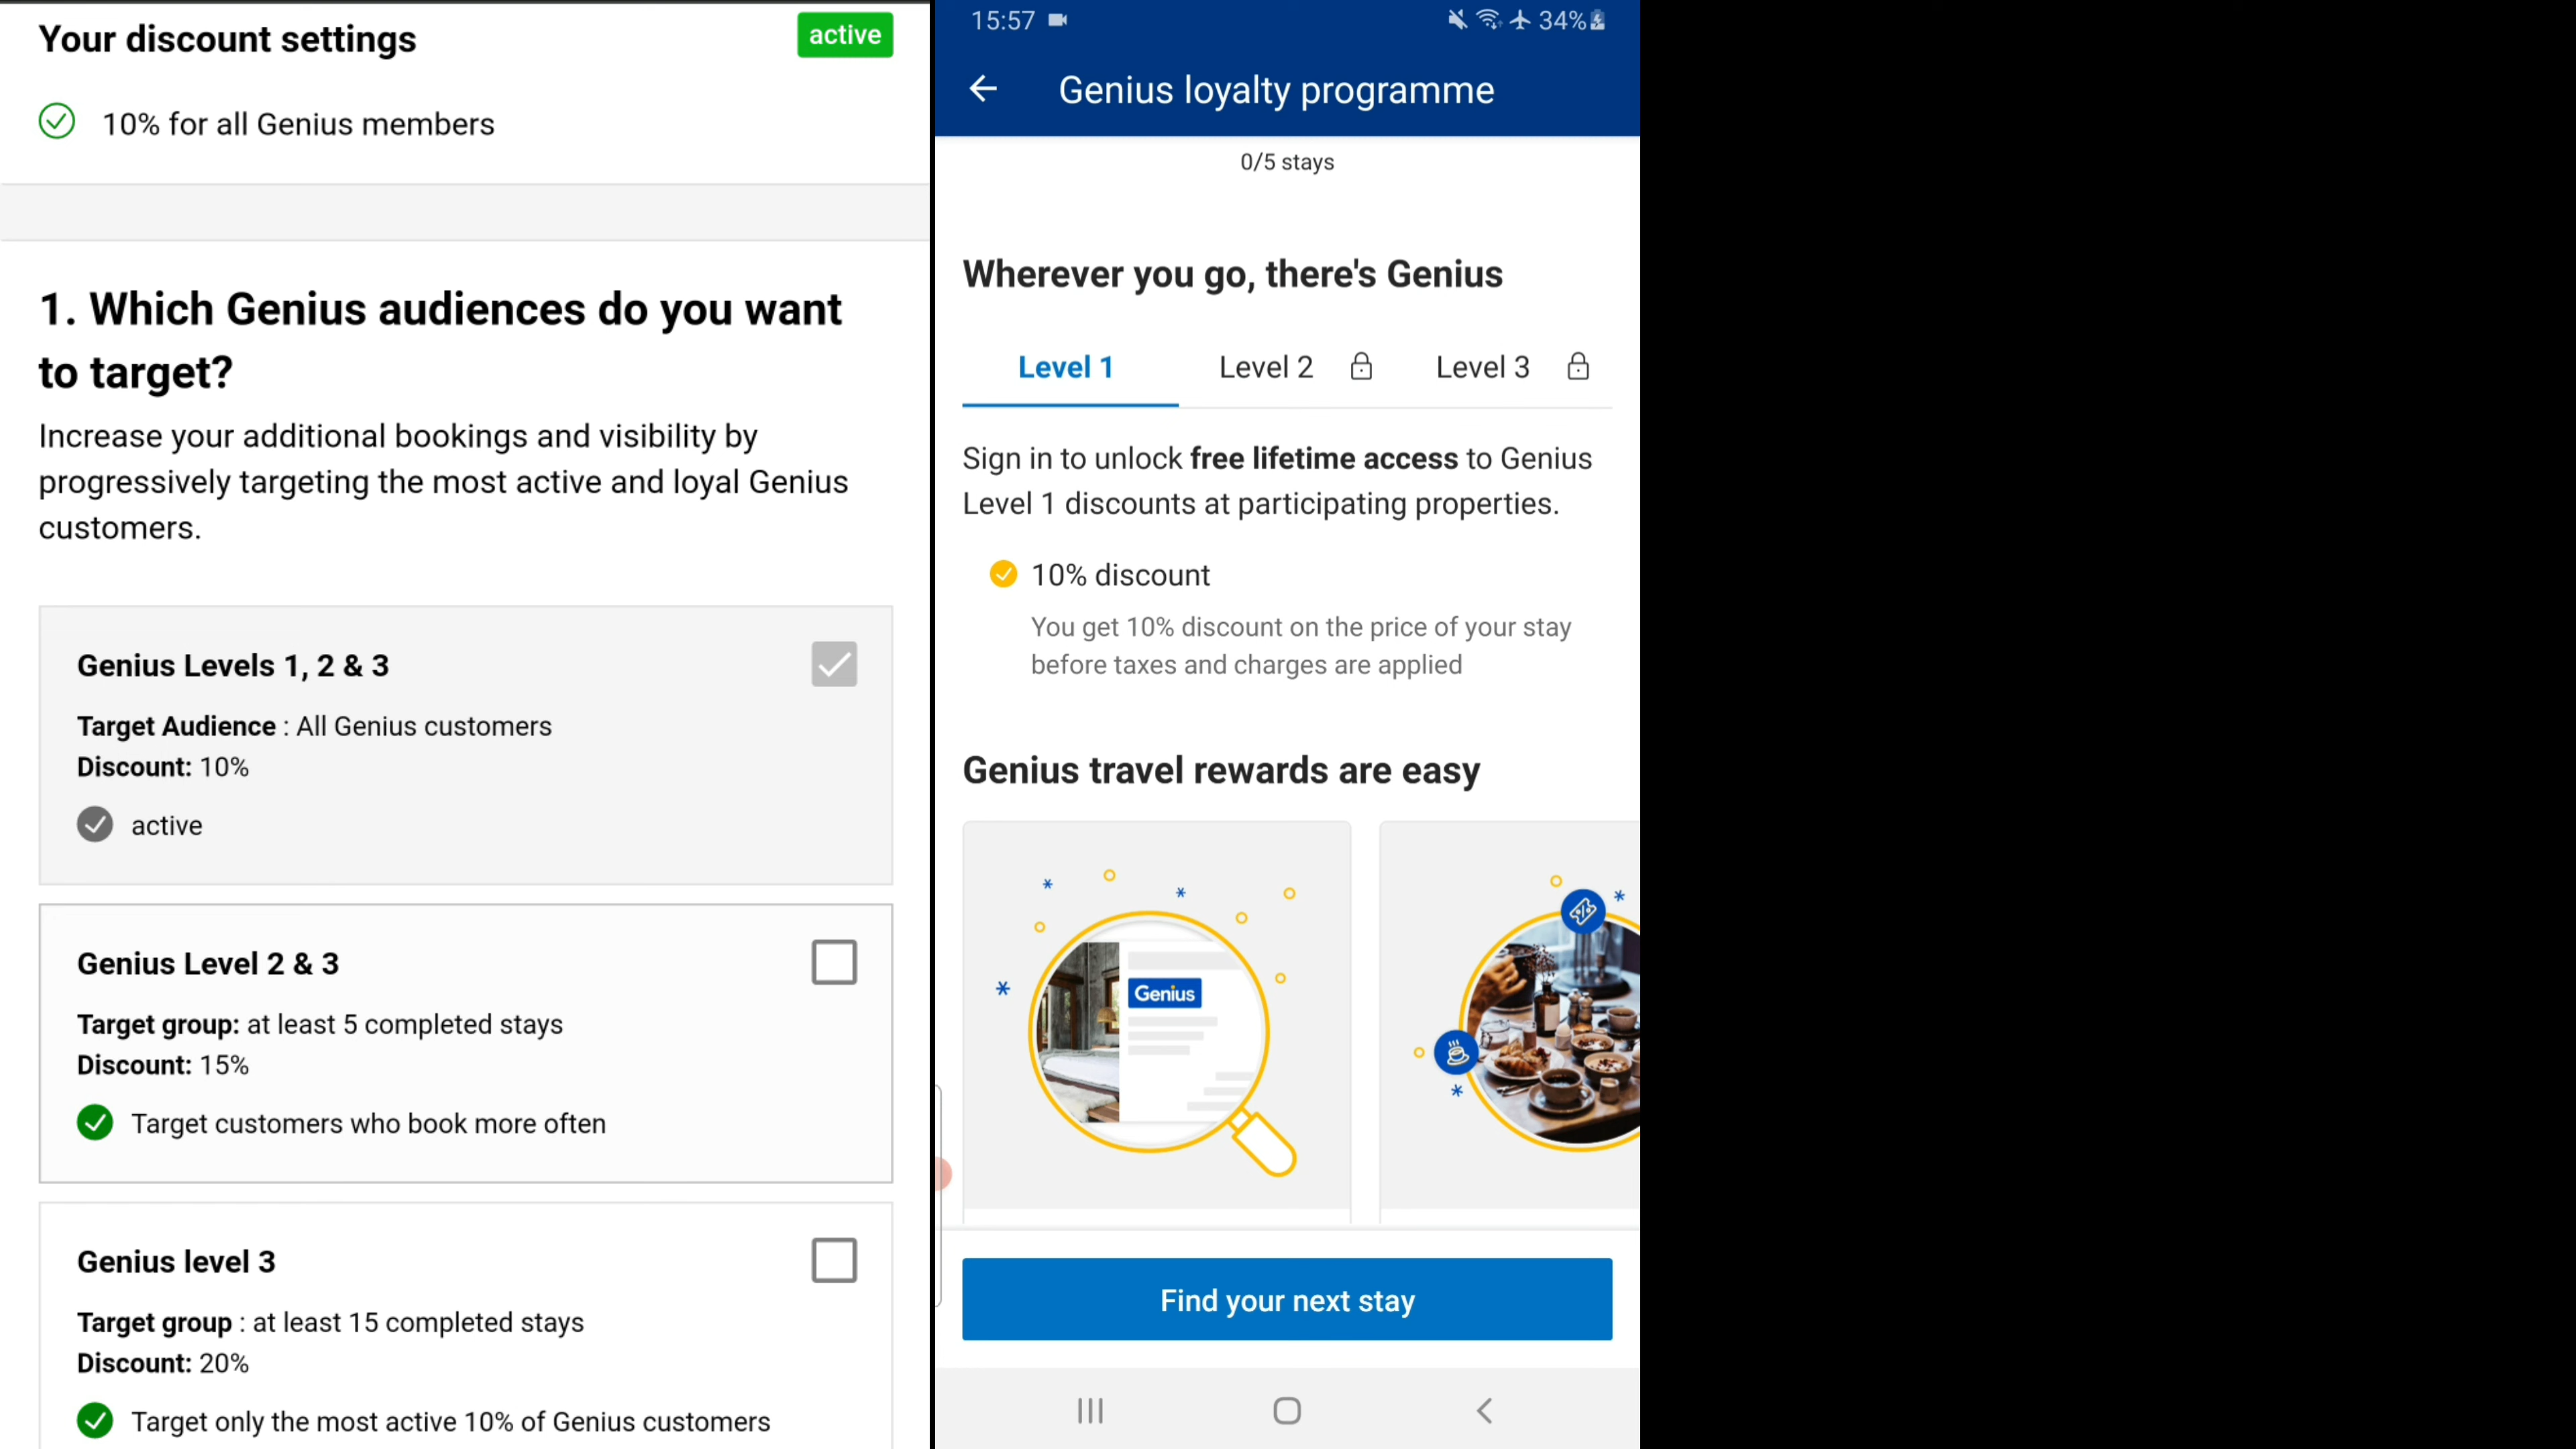 Your discount settings
active
10% for all Genius members
1. Which Genius audiences do you want
to target?
Increase your additional bookings and visibility by
progressively targeting the most active and loyal Genius
customers.
Genius Levels 1, 2 & 3
Target Audience : All Genius customers
Discount: 10%
active
Genius Level 2 & 3
Target group: at least 5 completed stays
Discount: 15%
Target customers who book more often
Genius level 3
Target group : at least 15 completed stays
Discount: 20%
Target only the most active 10% of Genius customers
15:57
34%
Genius loyalty programme
0/5 stays
Wherever you go, there's Genius
Level 1
Level 2
Level 3
Sign in to unlock free lifetime access to Genius
Level 1 discounts at participating properties.
10% discount
You get 10% discount on the price of your stay
before taxes and charges are applied
Genius travel rewards are easy
Genius
Find your next stay